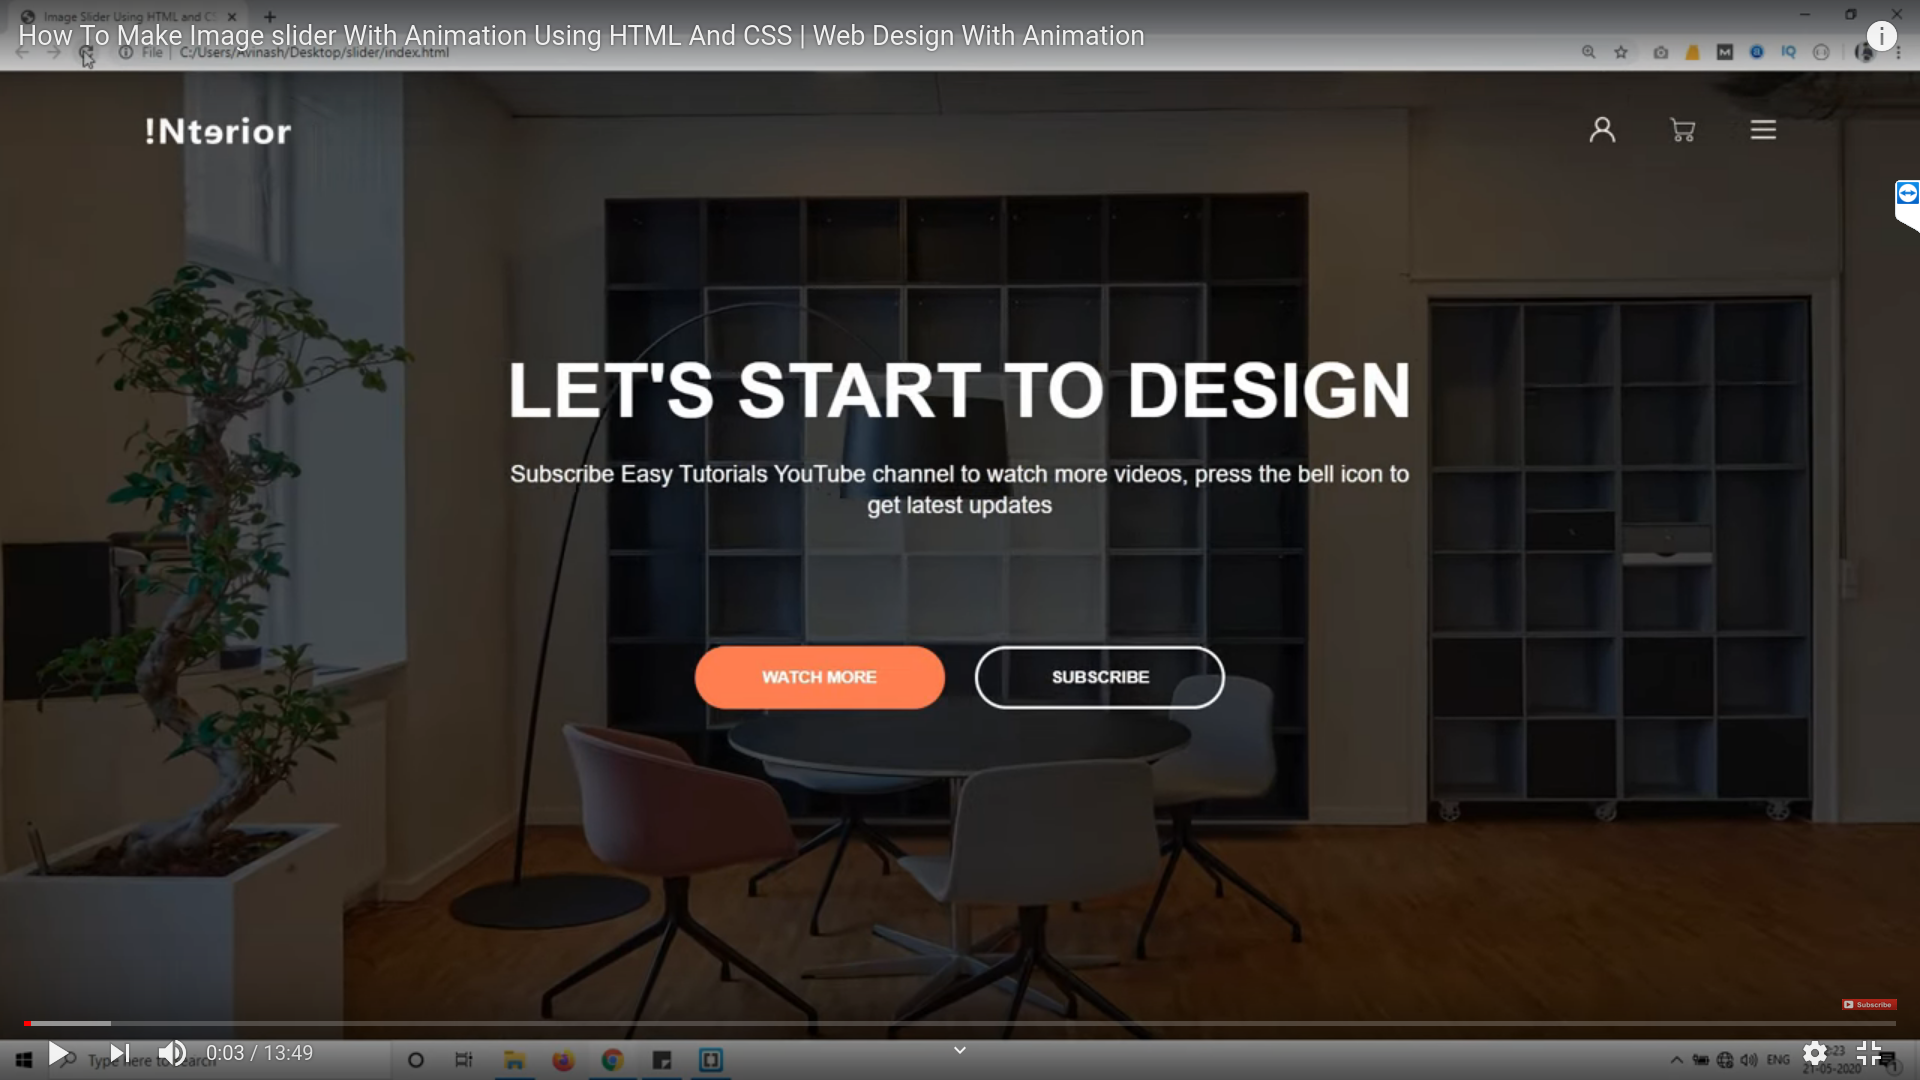 Image Slider Using HTML and CS
How To Make Image slider With Animation Using HTML And CSS | Web Design With Animation
File
C:/Users/Avinash/Desktop/slider/index.html
!Nterior
LET'S START TO DESIGN
Subscribe Easy Tutorials YouTube channel to watch more videos, press the bell icon to
get latest updates
WATCH MORE
SUBSCRIBE
Subscribe
0:03 / 13:49
Type here to search
ENG
21-05-2020